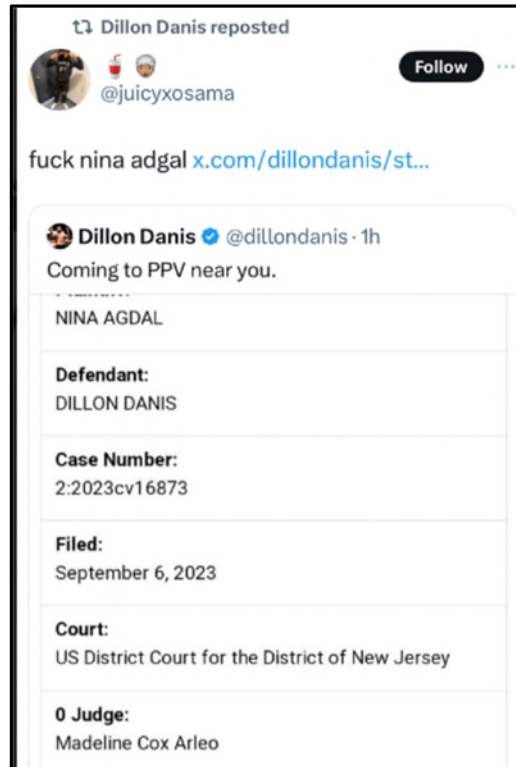 Dillon Danis reposted
Follow
@juicyxosama
fuck nina adgal x.com/dillondanis/st...
Dillon Danis @dillondanis · 1h
Coming to PPV near you.
NINA AGDAL
Defendant:
DILLON DANIS
Case Number:
2:2023cv16873
Filed:
September 6, 2023
Court:
US District Court for the District of New Jersey
0 Judge:
Madeline Cox Arleo